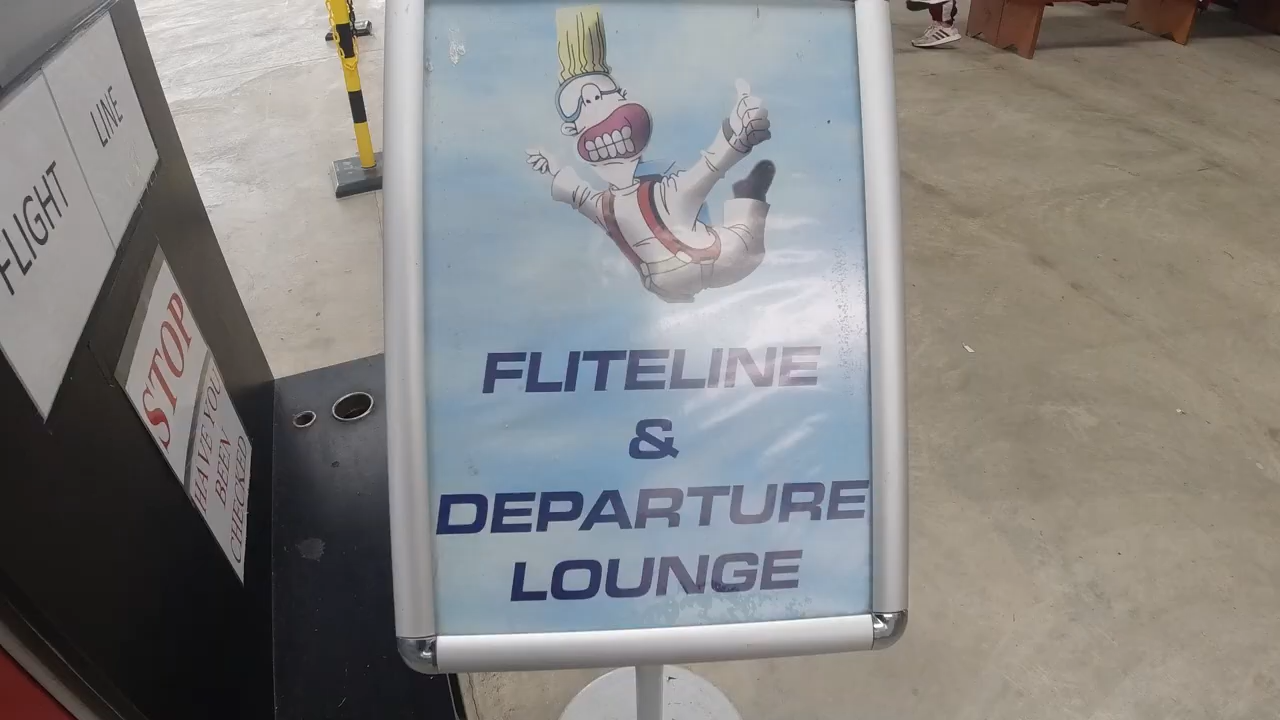 FLIGHT
LINE
STOP
HAVE YOU
BEEN
CHECKED
FLITELINE
&
DEPARTURE
LOUNGE